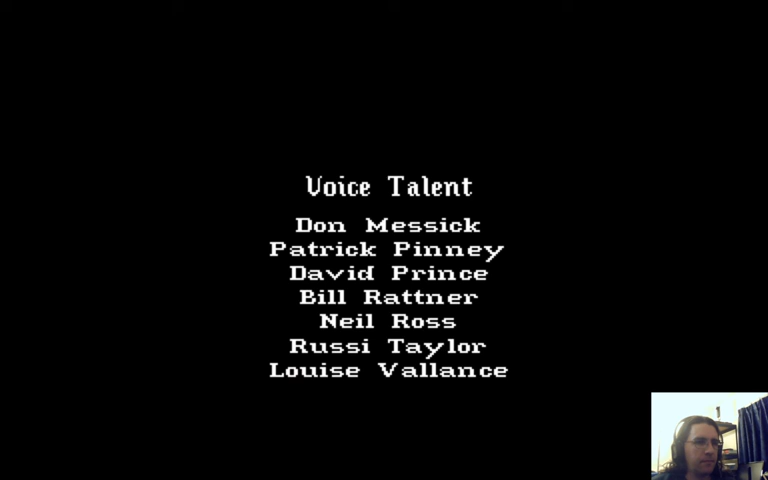 Voice Talent
Don Messick
Patrick Pinney
David Prince
Bill Rattner
Neil Ross
Russi Taylor
Louise Vallance